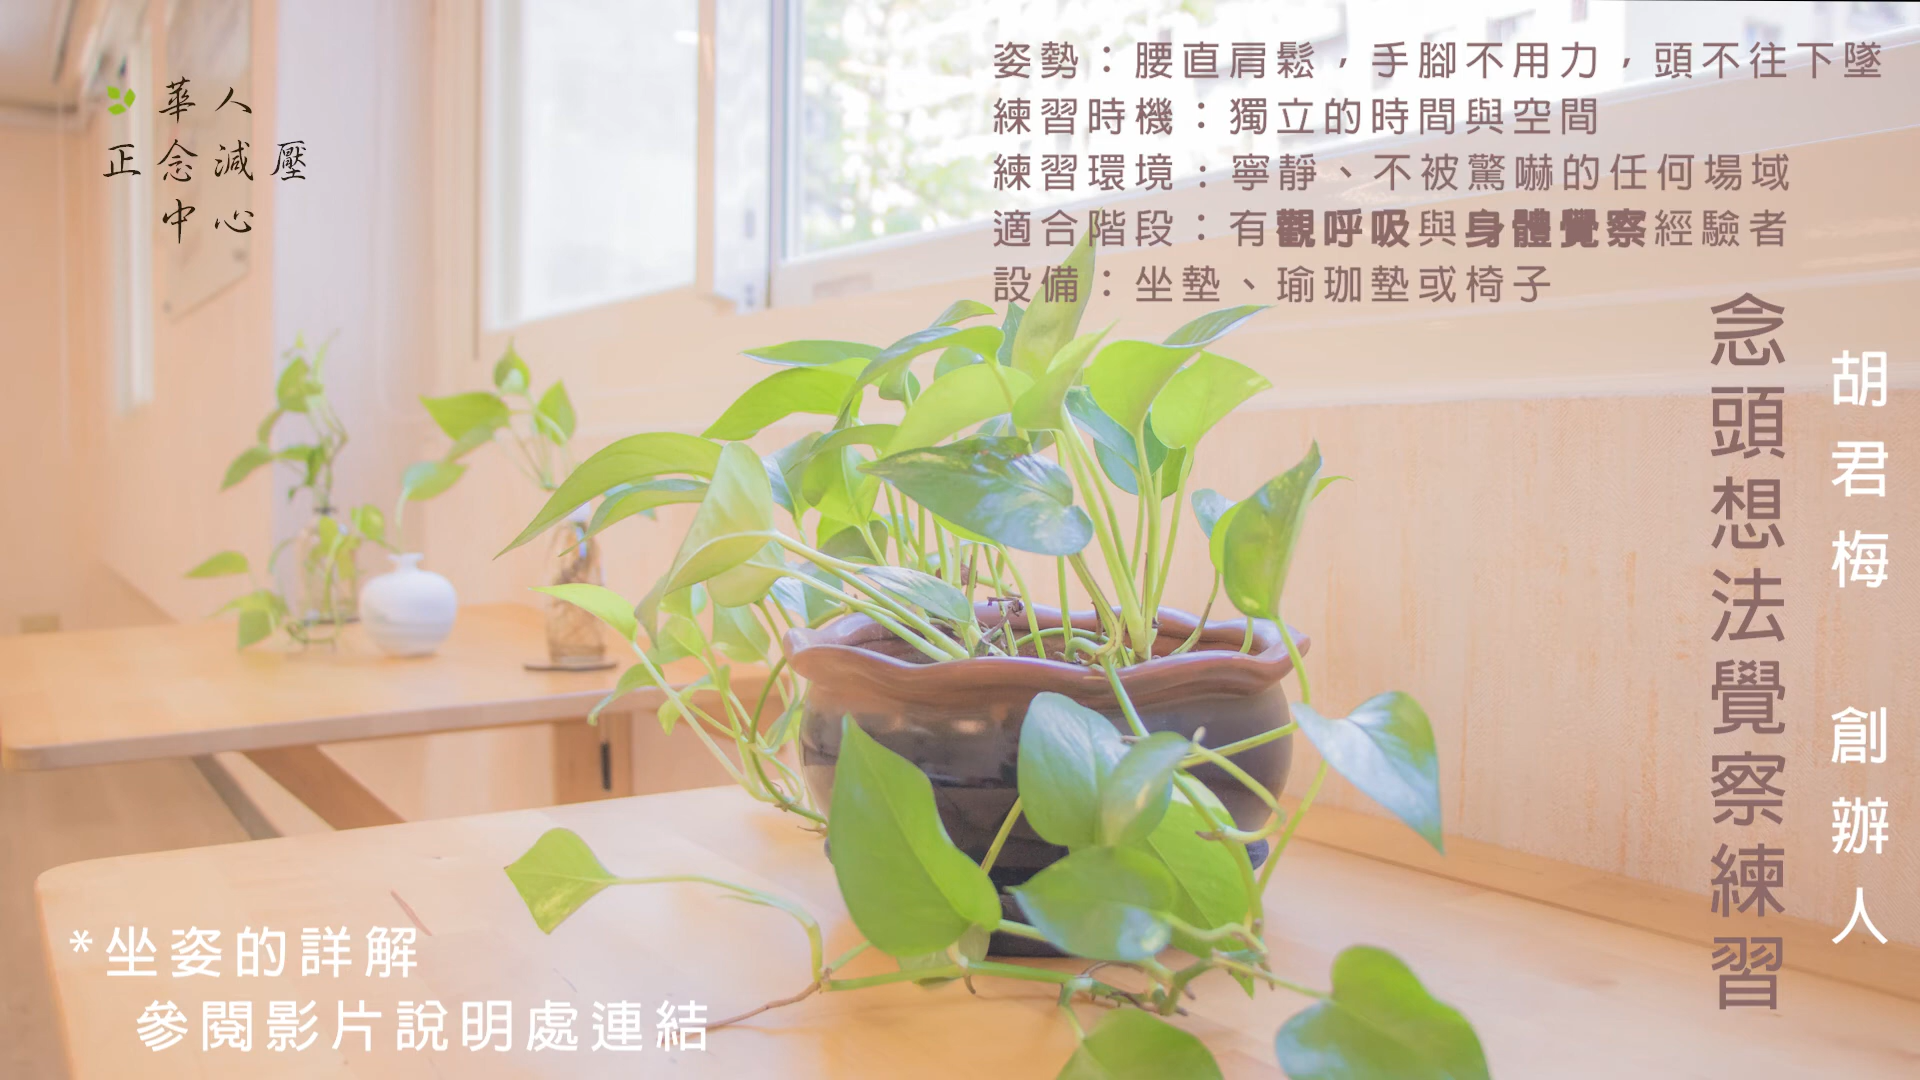 華人
正念減壓
中心
姿勢：腰直肩鬆，手腳不用力，頭不往下墜
練習時機：獨立的時間與空間
練習環境：寧靜、不被驚嚇的任何場域
適合階段：有觀呼吸與身體覺察經驗者
設備：坐墊、瑜珈墊或椅子
胡君梅 創辦人
念頭想法覺察練習
*坐姿的詳解
參閱影片說明處連結